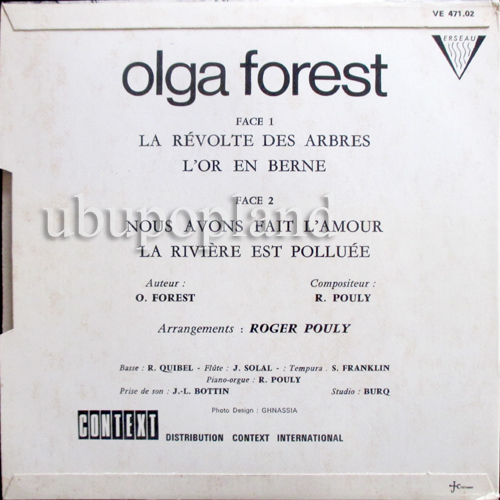 VE 471.02
VERSEAU
olga forest
FACE 1
LA RÉVOLTE DES ARBRES
L'OR EN BERNE
FACE 2
ubupopland
NOUS AVONS FAIT L'AMOUR
LA RIVIÈRE EST POLLUÉE
Auteur : Compositeur :
O. FOREST R. POULY
Arrangements : ROGER POULY
Basse : R. QUIBEL - Flûte : J. SOLAL - : Tempura . S. FRANKLIN
Piano-orgue : R. POULY
Prise de son : J.-L. BOTTIN Studio : BURQ
Photo Design : GHNASSIA
CONTEXT DISTRIBUTION CONTEXT INTERNATIONAL